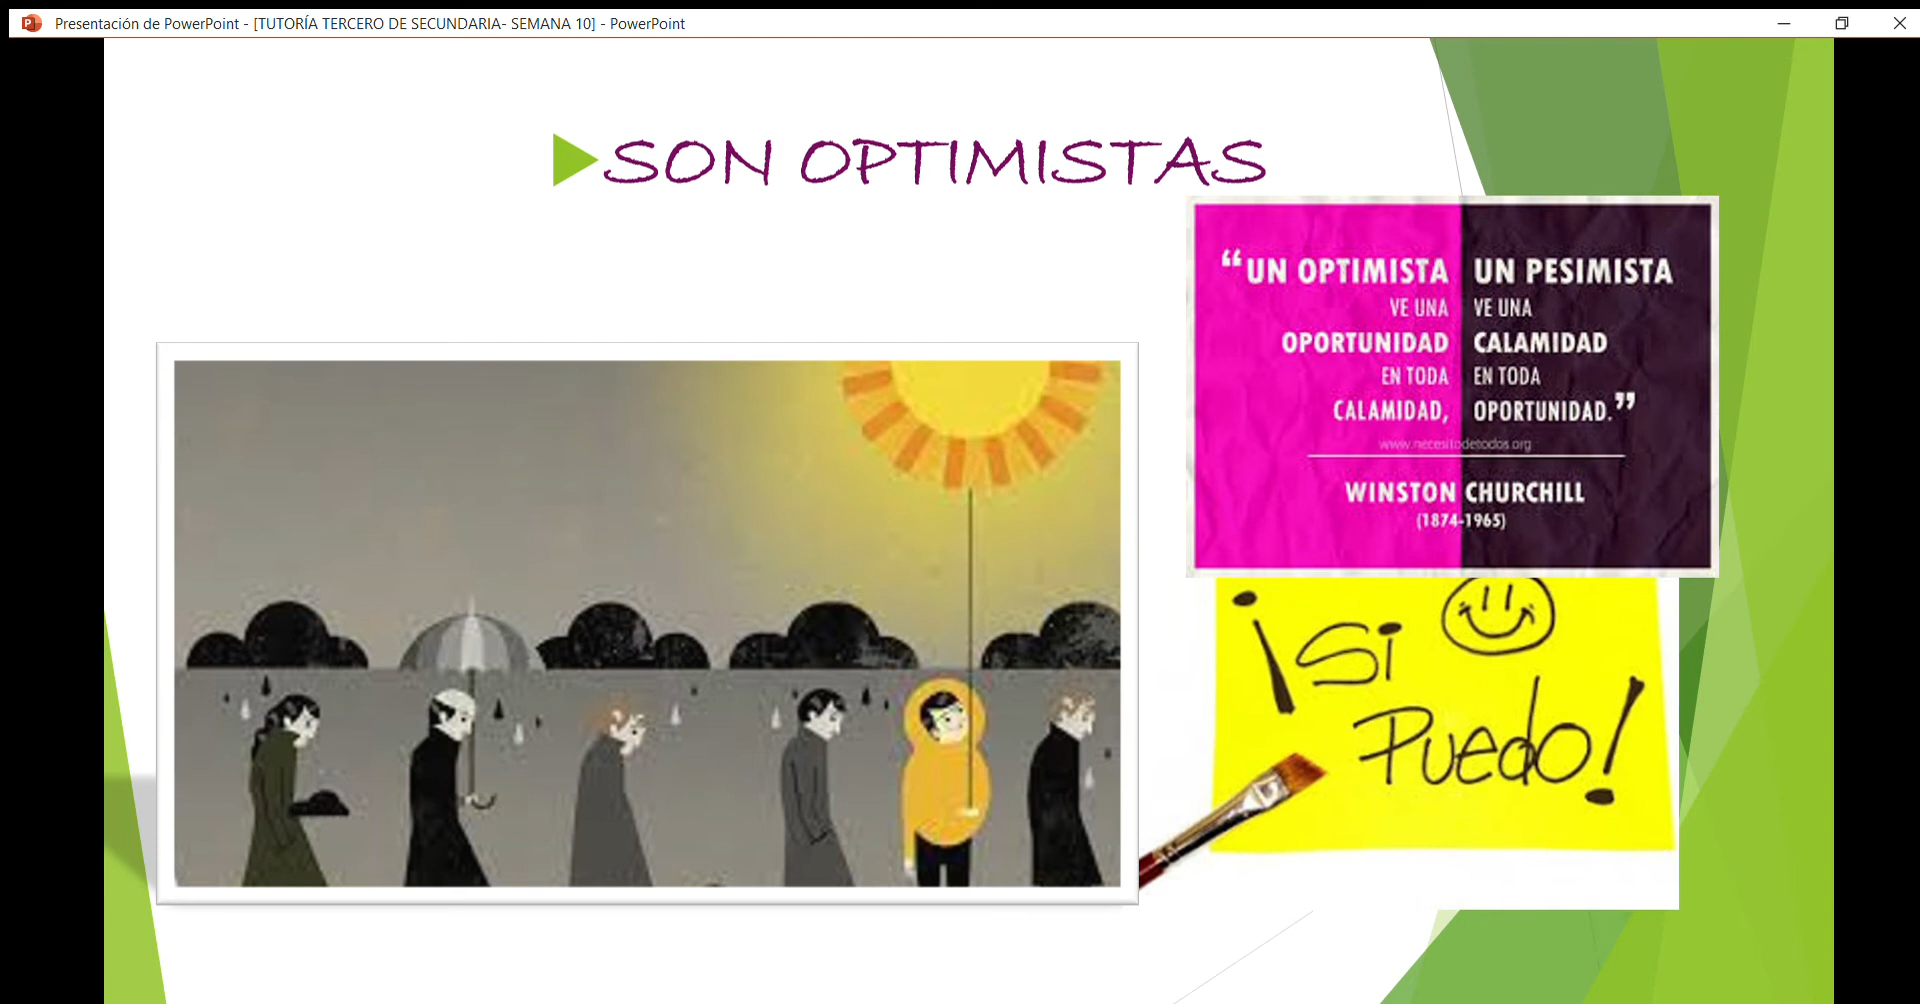 Presentación de PowerPoint - [TUTORÍA TERCERO DE SECUNDARIA- SEMANA 10] - PowerPoint
SON OPTIMISTAS
“UN OPTIMISTA
VE UNA
OPORTUNIDAD
EN TODA
CALAMIDAD,
UN PESIMISTA
VE UNA
CALAMIDAD
EN TODA
OPORTUNIDAD.”
www.necesitodetodos.org
WINSTON CHURCHILL
(1874-1965)
¡Si
Puedo!